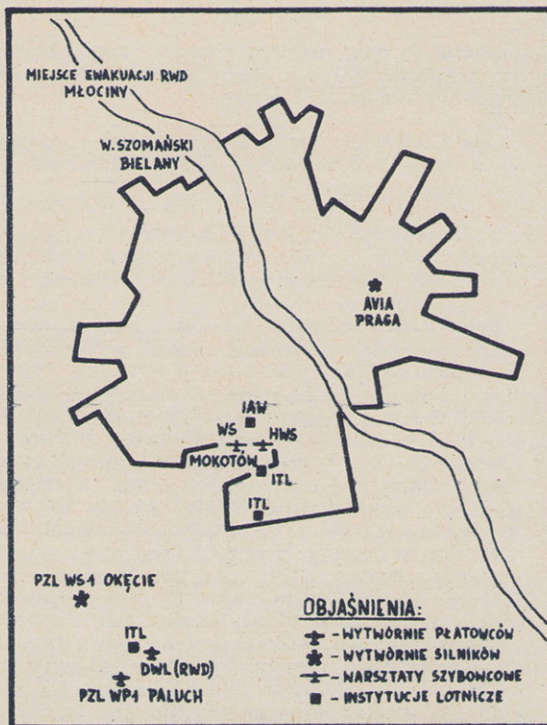 MIEJSCE EWAKUACJI RWD
MŁOCINY
W. SZOMAŃSKI
BIELANY
AVIA
PRAGA
IAW
WS
HWS
MOKOTÓW
ITL
ITL
PZL WS1 OKĘCIE
ITL
DWL (RWD)
PZL WP1 PALUCH
OBJAŚNIENIA:
- WYTWÓRNIE PŁATOWCÓW
- WYTWÓRNIE SILNIKÓW
- WARSZTATY SZYBOWCOWE
- INSTYTUCJE LOTNICZE